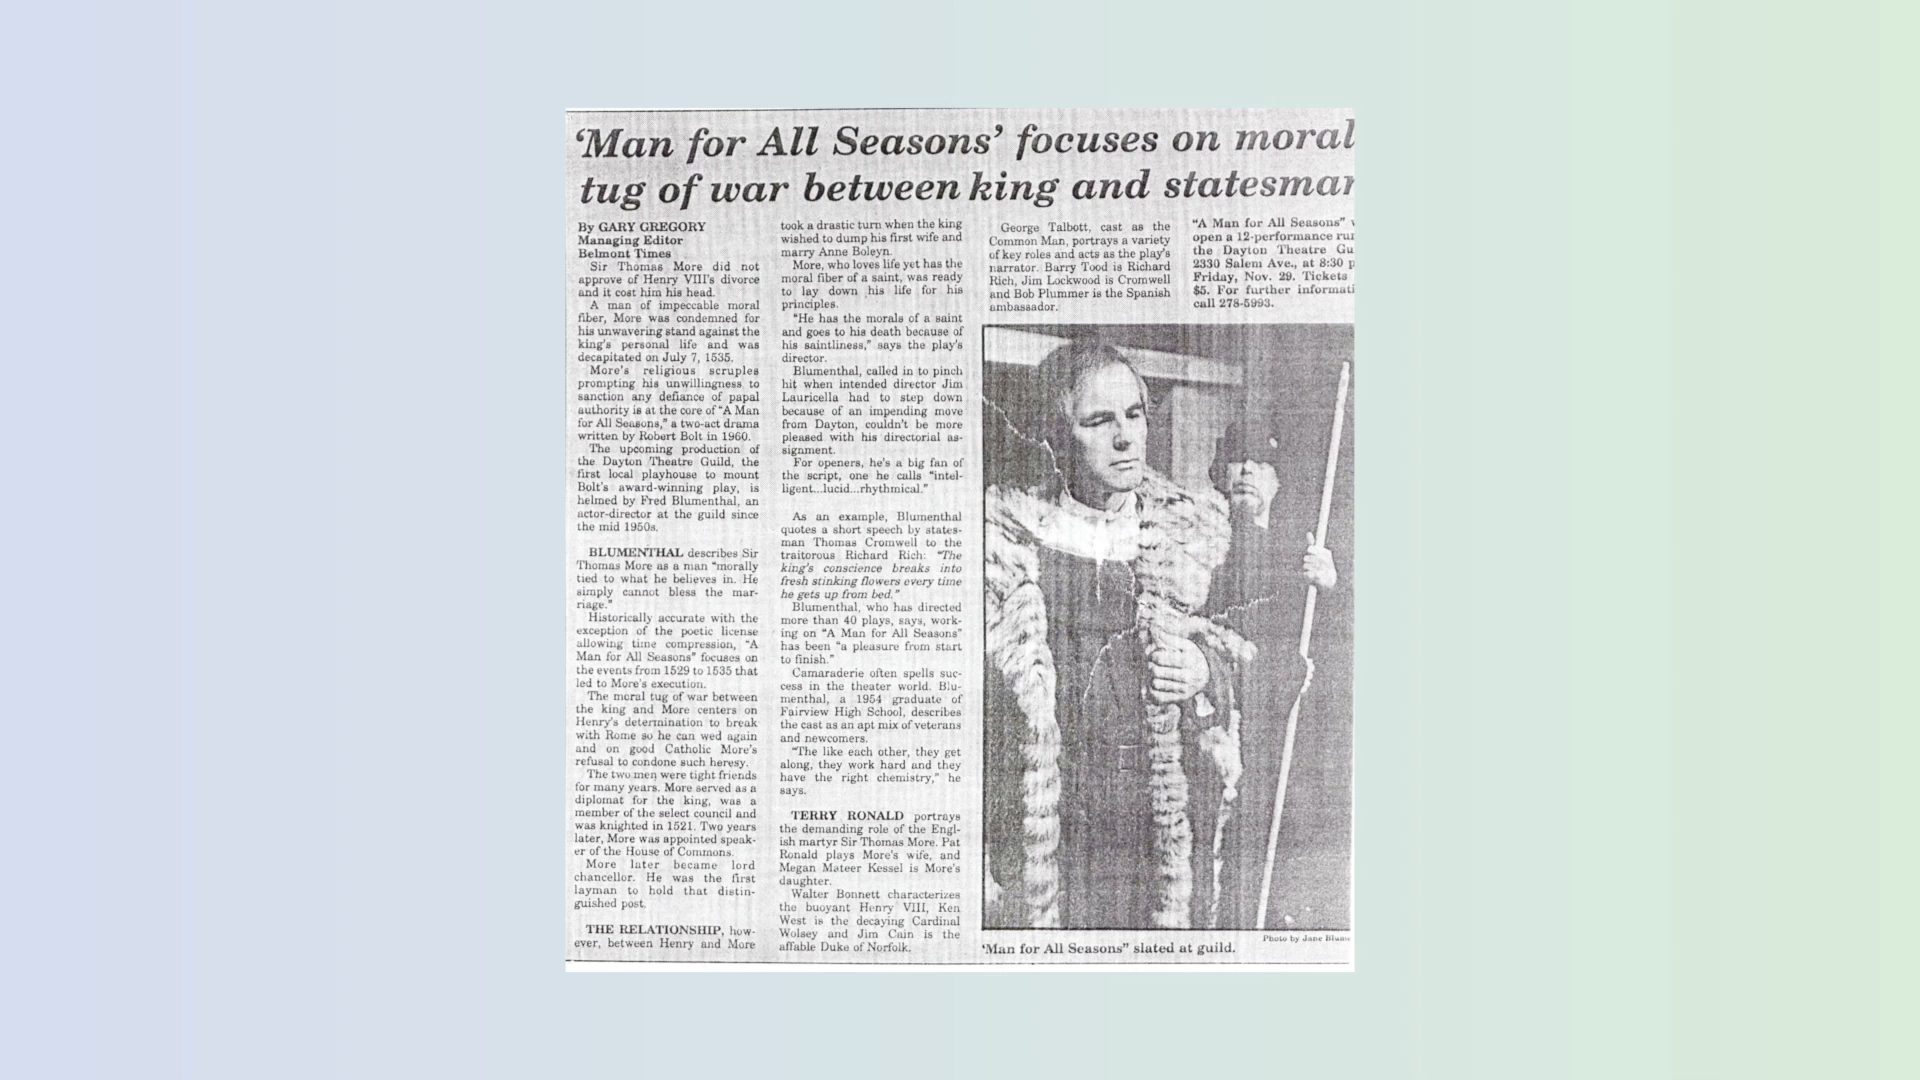 ‘Man for All Seasons’ focuses on moral
tug of war between king and statesman
By GARY GREGORY
Managing Editor
Belmont Times
Sir Thomas More did not
approve of Henry VIII's divorce
and it cost him his head.
A man of impeccable moral
fiber, More was condemned for
his unwavering stand against the
king's personal life and was
decapitated on July 7, 1535.
More's religious scruples
prompting his unwillingness to
sanction any defiance of papal
authority is at the core of “A Man
for All Seasons,” a two-act drama
written by Robert Bolt in 1960.
The upcoming production of
the Dayton Theatre Guild, the
first local playhouse to mount
Bolt's award-winning play, is
helmed by Fred Blumenthal, an
actor-director at the guild since
the mid 1950s.
BLUMENTHAL describes Sir
Thomas More as a man “morally
tied to what he believes in. He
simply cannot bless the mar-
riage.”
Historically accurate with the
exception of the poetic license
allowing time compression, “A
Man for All Seasons” focuses on
the events from 1529 to 1535 that
led to More's execution.
The moral tug of war between
the king and More centers on
Henry's determination to break
with Rome so he can wed again
and on good Catholic More's
refusal to condone such heresy.
The two men were tight friends
for many years. More served as a
diplomat for the king, was a
member of the select council and
was knighted in 1521. Two years
later, More was appointed speak-
er of the House of Commons.
More later became lord
chancellor. He was the first
layman to hold that distin-
guished post.
THE RELATIONSHIP, how-
ever, between Henry and More
took a drastic turn when the king
wished to dump his first wife and
marry Anne Boleyn.
More, who loves life yet has the
moral fiber of a saint, was ready
to lay down his life for his
principles.
“He has the morals of a saint
and goes to his death because of
his saintliness,” says the play's
director.
Blumenthal, called in to pinch
hit when intended director Jim
Lauricella had to step down
because of an impending move
from Dayton, couldn't be more
pleased with his directorial as-
signment.
For openers, he's a big fan of
the script, one he calls “intel-
ligent...lucid...rhythmical.”
As an example, Blumenthal
quotes a short speech by states-
man Thomas Cromwell to the
traitorous Richard Rich: “The
king's conscience breaks into
fresh stinking flowers every time
he gets up from bed.”
Blumenthal, who has directed
more than 40 plays, says, work-
ing on “A Man for All Seasons”
has been “a pleasure from start
to finish.”
Camaraderie often spells suc-
cess in the theater world. Blu-
menthal, a 1954 graduate of
Fairview High School, describes
the cast as an apt mix of veterans
and newcomers.
“The like each other, they get
along, they work hard and they
have the right chemistry,” he
says.
TERRY RONALD portrays
the demanding role of the Engl-
ish martyr Sir Thomas More. Pat
Ronald plays More's wife, and
Megan Mateer Kessel is More's
daughter.
Walter Bonnett characterizes
the buoyant Henry VIII, Ken
West is the decaying Cardinal
Wolsey and Jim Cain is the
affable Duke of Norfolk.
George Talbott, cast as the
Common Man, portrays a variety
of key roles and acts as the play's
narrator. Barry Tood is Richard
Rich, Jim Lockwood is Cromwell
and Bob Plummer is the Spanish
ambassador.
“A Man for All Seasons”
open a 12-performance
the Dayton Theatre
2330 Salem Ave., at 8:30
Friday, Nov. 29. Tickets
$5. For further
call 278-5993.
Photo by Jane
‘Man for All Seasons” slated at guild.